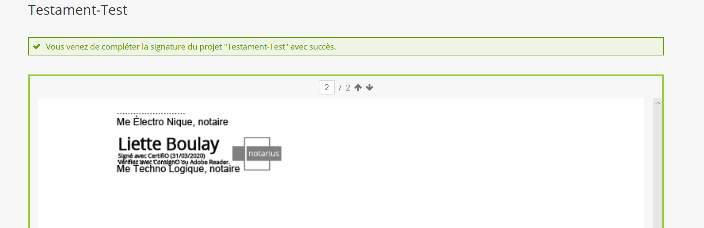 Testament-Test
Vous venez de compléter la signature du projet "Testament-Test" avec succès.
2 / 2
Me Électro Nique, notaire
Liette Boulay
Signé avec CertifiO (31/03/2020)
Vérifiez avec ConsignO ou Adobe Reader.
notarius
Me Techno Logique, notaire